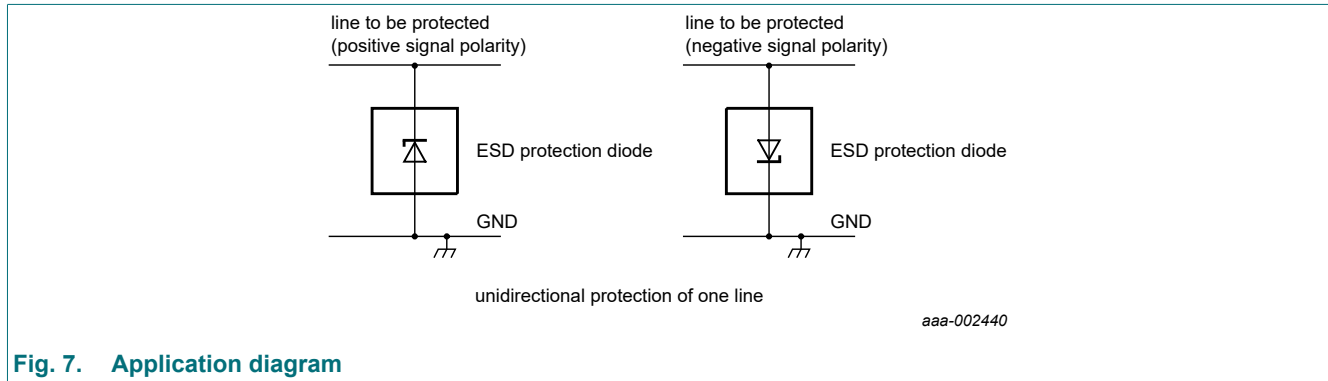 line to be protected
(positive signal polarity)
line to be protected
(negative signal polarity)
ESD protection diode
ESD protection diode
GND
GND
unidirectional protection of one line
aaa-002440
Fig. 7. Application diagram